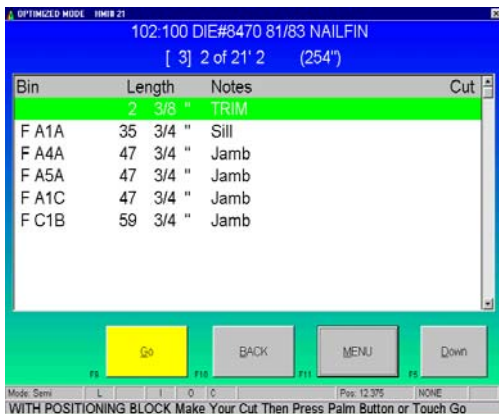 OPTIMIZED MODE HMI® 21
102:100 DIE#8470 81/83 NAILFIN
[ 3] 2 of 21' 2 (254")
Bin Length Notes Cut
2 3/8 " TRIM
F A1A 35 3/4 " Sill
F A4A 47 3/4 " Jamb
F A5A 47 3/4 " Jamb
F A1C 47 3/4 " Jamb
F C1B 59 3/4 " Jamb
Go BACK MENU Down
F9 F10 F11 F5
Mode: Semi L I O C Pos: 12.375 NONE
WITH POSITIONING BLOCK Make Your Cut Then Press Palm Button or Touch Go